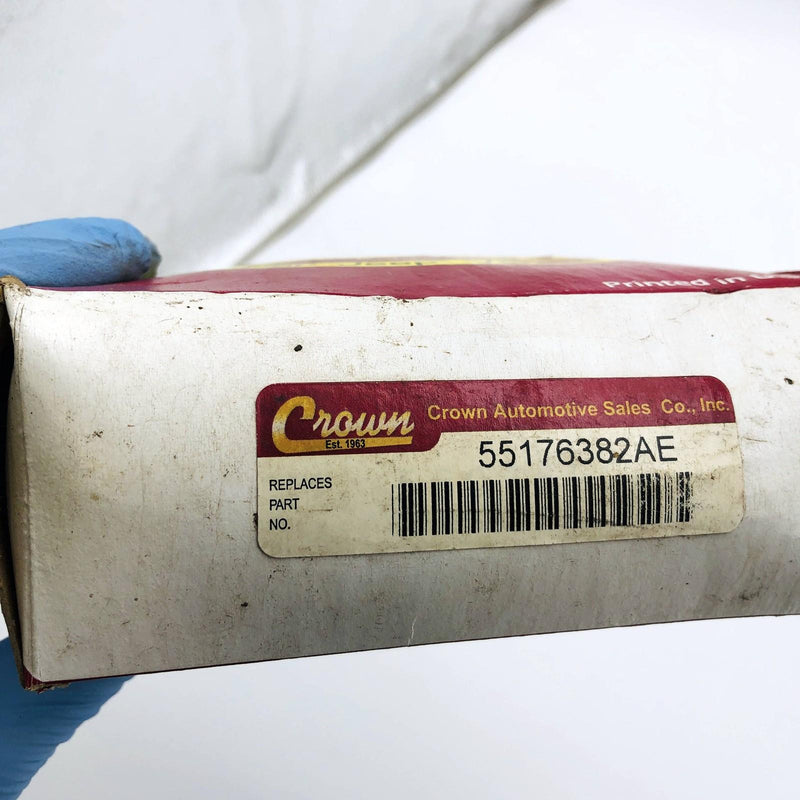 Printed in
Crown
Est. 1963
Crown Automotive Sales Co., Inc.
55176382AE
REPLACES
PART
NO.